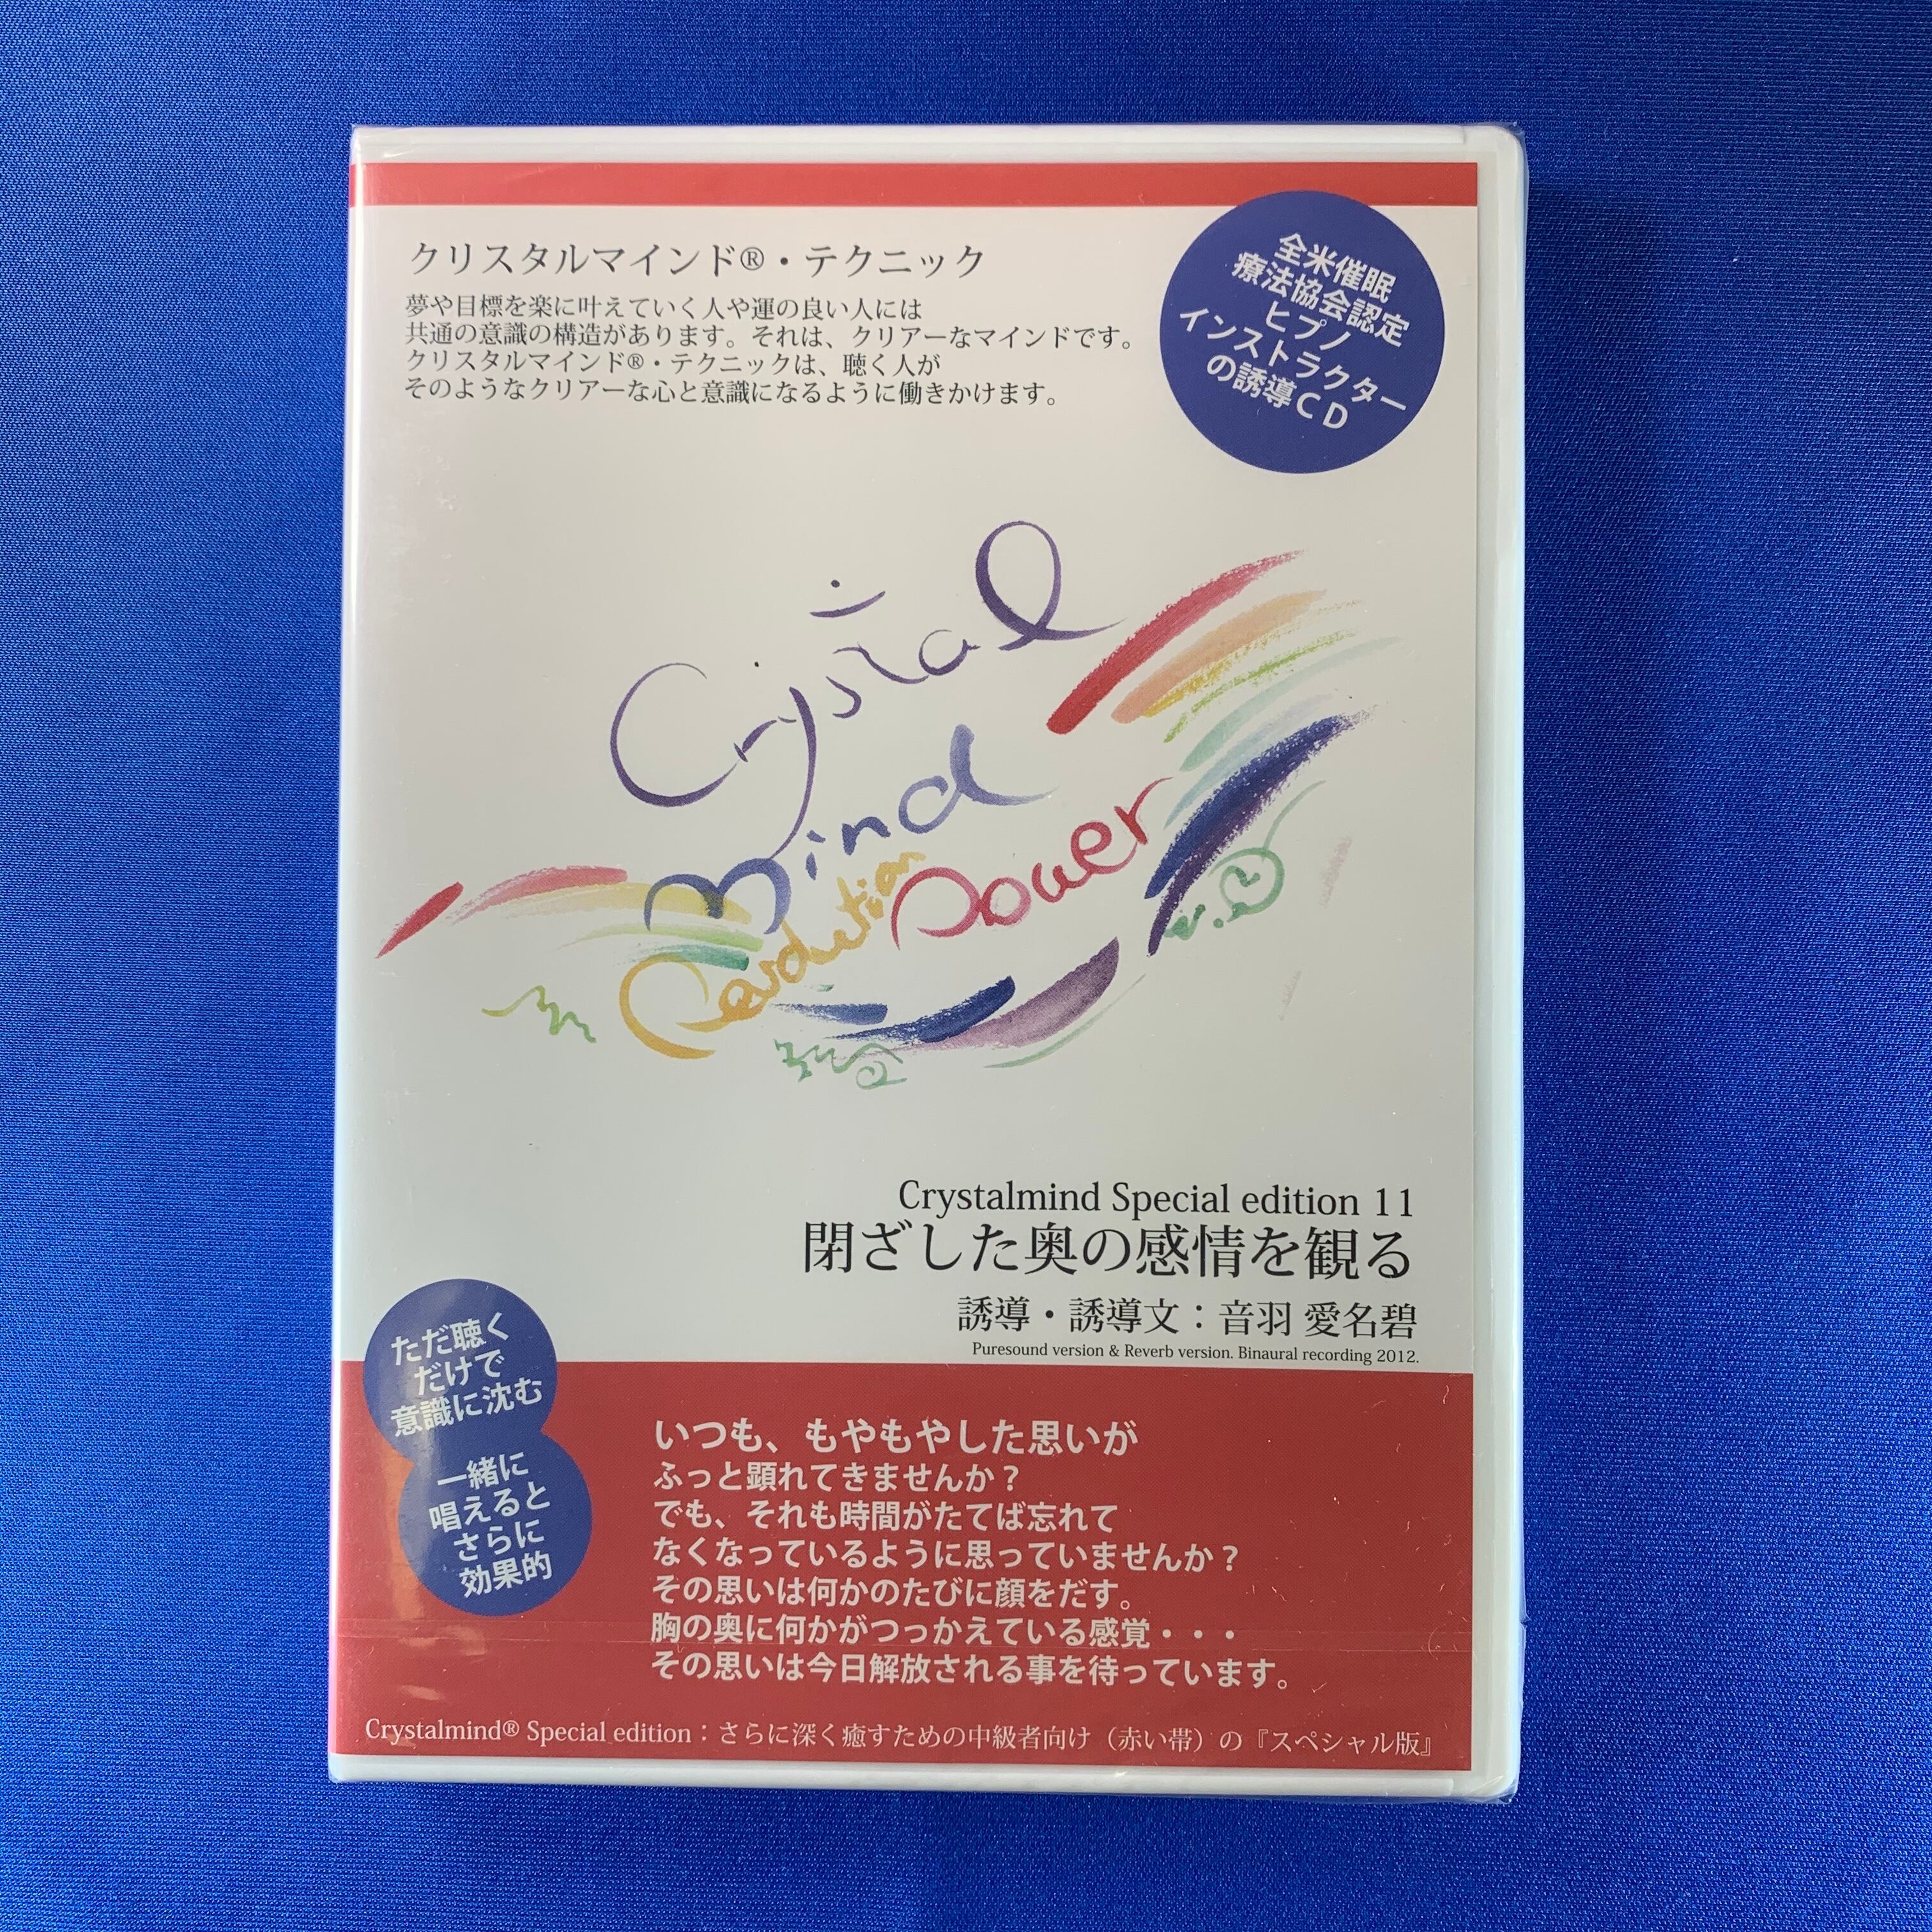 クリスタルマインド®・テクニック
夢や目標を楽に叶えていく人や運の良い人には
共通の意識の構造があります。それは、クリアーなマインドです。
クリスタルマインド®・テクニックは、聴く人が
そのようなクリアーな心と意識になるように働きかけます。
全米催眠
療法協会認定
ヒプノ
インストラクター
の誘導CD
Crystal
Mind
Power
Crystalmind Special edition 11
閉ざした奥の感情を観る
誘導・誘導文：音羽 愛名碧
Puresound version & Reverb version. Binaural recording 2012.
ただ聴く
だけで
意識に沈む
一緒に
唱えると
さらに
効果的
いつも、もやもやした思いが
ふっと顕れてきませんか？
でも、それも時間がたてば忘れて
なくなっているように思っていませんか？
その思いは何かのたびに顔をだす。
胸の奥に何かがつっかえている感覚・・・
その思いは今日解放される事を待っています。
Crystalmind® Special edition：さらに深く癒すための中級者向け（赤い帯）の『スペシャル版』